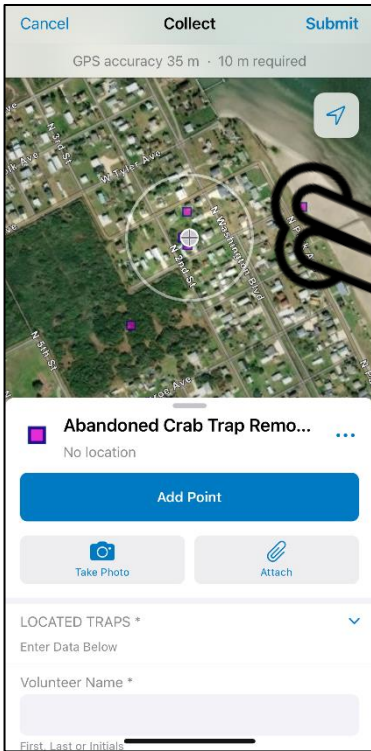 Cancel Collect Submit
GPS accuracy 35 m · 10 m required
N 3rd St
W Tyler Ave
N Washington Blvd
N 2nd St
N 5th St
Abandoned Crab Trap Remo...
No location
Add Point
Take Photo Attach
LOCATED TRAPS *
Enter Data Below
Volunteer Name *
First, Last or Initials